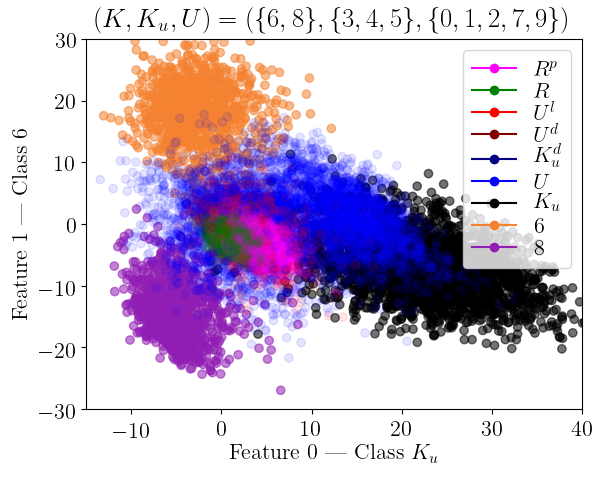 (K, K_u, U) = ({6, 8}, {3, 4, 5}, {0, 1, 2, 7, 9})
30
20
10
0
−10
−20
−30
Feature 1 — Class 6
R^p
R
U^l
U^d
K_u^d
U
K_u
6
8
−10 0 10 20 30 40
Feature 0 — Class K_u